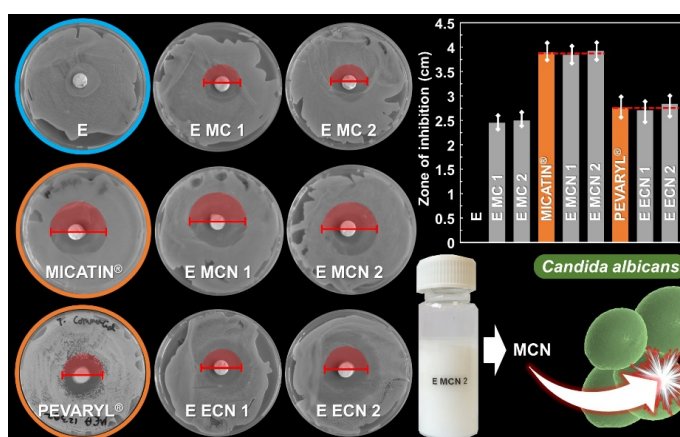 E
E MC 1
E MC 2
MICATIN®
E MCN 1
E MCN 2
PEVARYL®
E ECN 1
E ECN 2
Zone of inhibition (cm)
4.5
4
3.5
3
2.5
2
1.5
1
0.5
0
E
E MC 1
E MC 2
MICATIN®
E MCN 1
E MCN 2
PEVARYL®
E ECN 1
E ECN 2
Candida albicans
E MCN 2
MCN